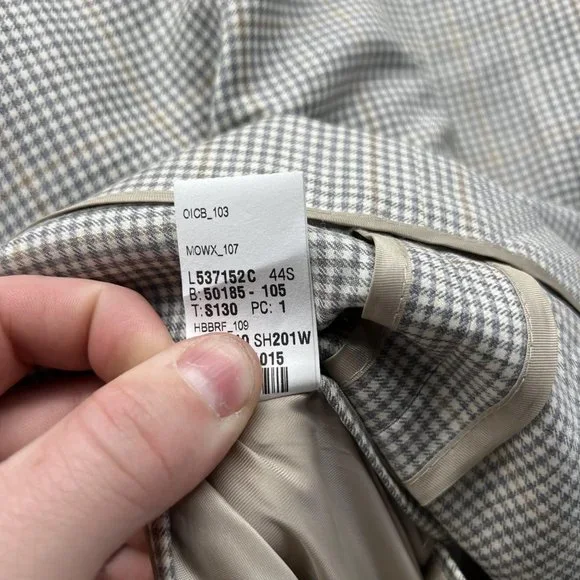 OICB_103
MOWX_107
L537152C 44S
B: 50185- 105
T: S130 PC: 1
HBBRF_109
SH201W
015